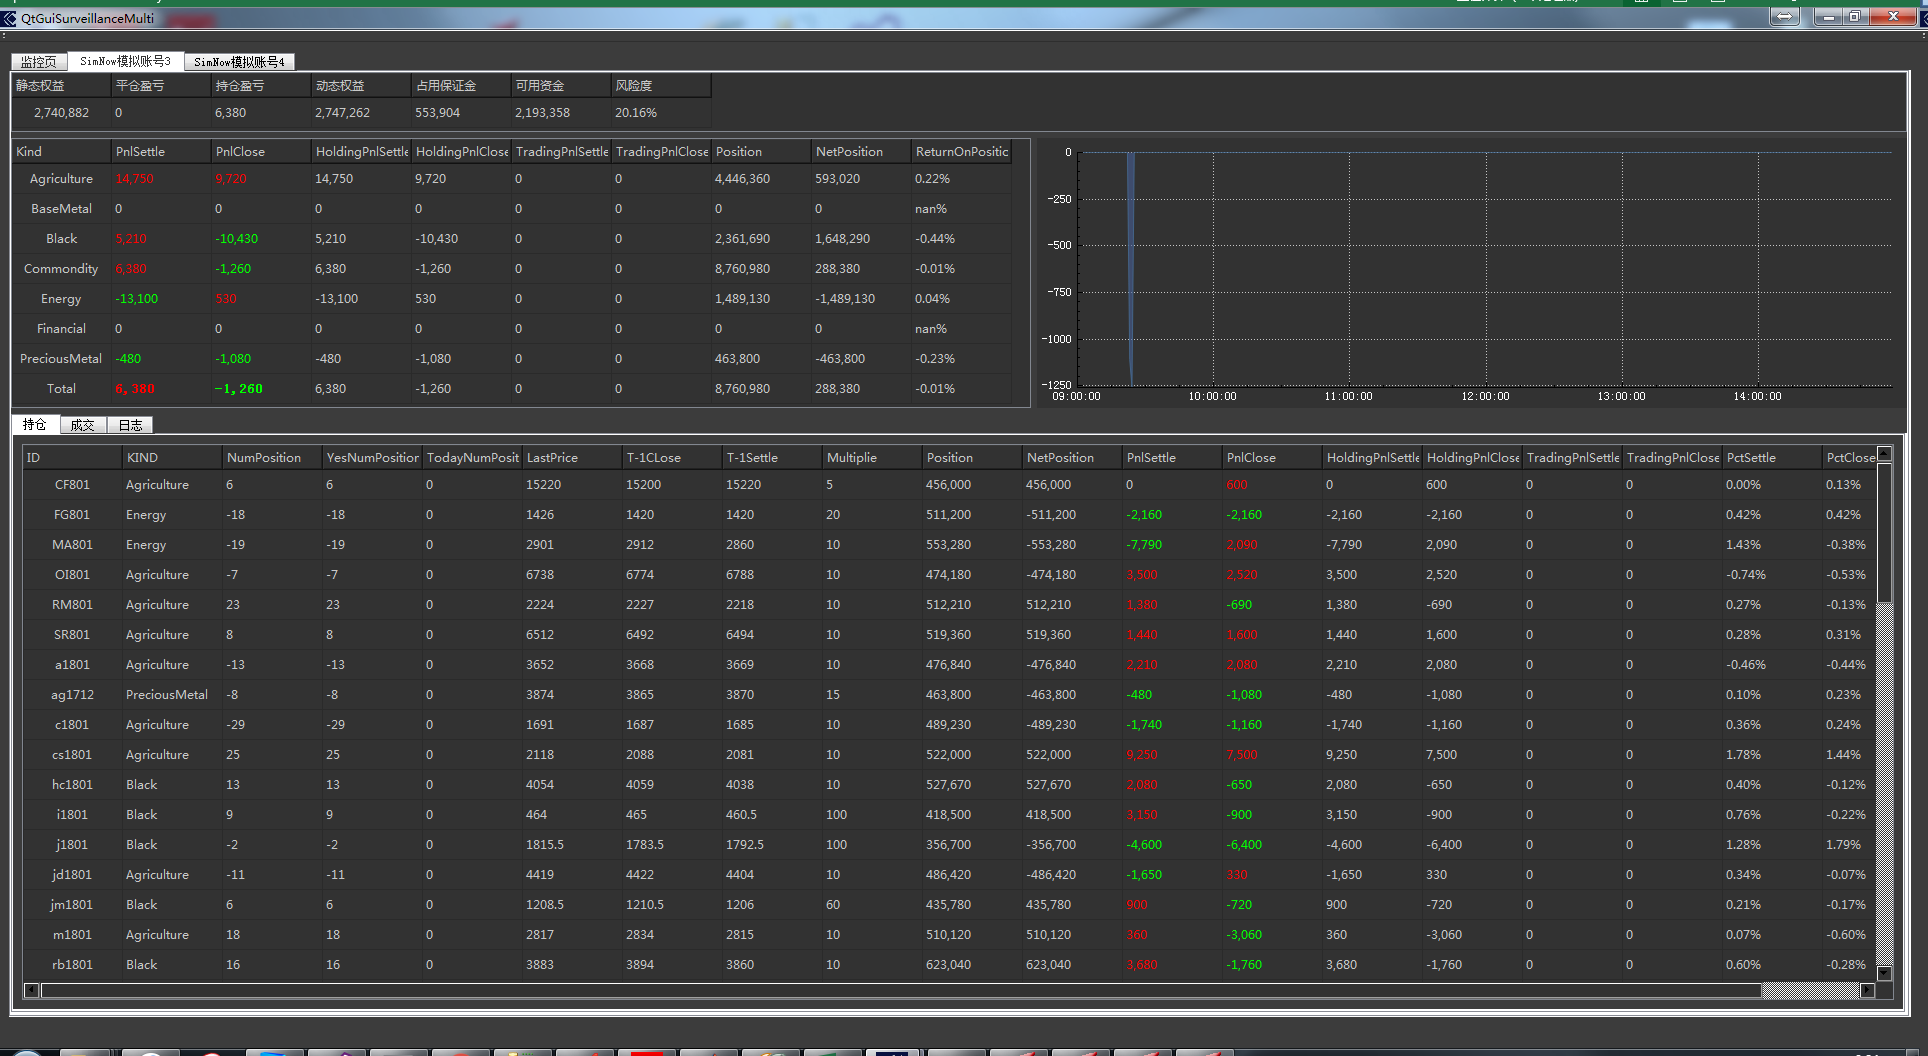 QtGuiSurveillanceMulti
监控页 SimNow模拟账号3 SimNow模拟账号4
静态权益 平仓盈亏 持仓盈亏 动态权益 占用保证金 可用资金 风险度
2,740,882 0 6,380 2,747,262 553,904 2,193,358 20.16%
Kind PnlSettle PnlClose HoldingPnlSettle HoldingPnlClose TradingPnlSettle TradingPnlClose Position NetPosition ReturnOnPositic
Agriculture 14,750 9,720 14,750 9,720 0 0 4,446,360 593,020 0.22%
BaseMetal 0 0 0 0 0 0 0 0 nan%
Black 5,210 -10,430 5,210 -10,430 0 0 2,361,690 1,648,290 -0.44%
Commondity 6,380 -1,260 6,380 -1,260 0 0 8,760,980 288,380 -0.01%
Energy -13,100 530 -13,100 530 0 0 1,489,130 -1,489,130 0.04%
Financial 0 0 0 0 0 0 0 0 nan%
PreciousMetal -480 -1,080 -480 -1,080 0 0 463,800 -463,800 -0.23%
Total 6,380 -1,260 6,380 -1,260 0 0 8,760,980 288,380 -0.01%
0
-250
-500
-750
-1000
-1250
09:00:00 10:00:00 11:00:00 12:00:00 13:00:00 14:00:00
持仓 成交 日志
ID KIND NumPosition YesNumPosition TodayNumPosit LastPrice T-1CLose T-1Settle Multiplie Position NetPosition PnlSettle PnlClose HoldingPnlSettle HoldingPnlClose TradingPnlSettle TradingPnlClose PctSettle PctClose
CF801 Agriculture 6 6 0 15220 15200 15220 5 456,000 456,000 0 600 0 600 0 0 0.00% 0.13%
FG801 Energy -18 -18 0 1426 1420 1420 20 511,200 -511,200 -2,160 -2,160 -2,160 -2,160 0 0 0.42% 0.42%
MA801 Energy -19 -19 0 2901 2912 2860 10 553,280 -553,280 -7,790 2,090 -7,790 2,090 0 0 1.43% -0.38%
OI801 Agriculture -7 -7 0 6738 6774 6788 10 474,180 -474,180 3,500 2,520 3,500 2,520 0 0 -0.74% -0.53%
RM801 Agriculture 23 23 0 2224 2227 2218 10 512,210 512,210 1,380 -690 1,380 -690 0 0 0.27% -0.13%
SR801 Agriculture 8 8 0 6512 6492 6494 10 519,360 519,360 1,440 1,600 1,440 1,600 0 0 0.28% 0.31%
a1801 Agriculture -13 -13 0 3652 3668 3669 10 476,840 -476,840 2,210 2,080 2,210 2,080 0 0 -0.46% -0.44%
ag1712 PreciousMetal -8 -8 0 3874 3865 3870 15 463,800 -463,800 -480 -1,080 -480 -1,080 0 0 0.10% 0.23%
c1801 Agriculture -29 -29 0 1691 1687 1685 10 489,230 -489,230 -1,740 -1,160 -1,740 -1,160 0 0 0.36% 0.24%
cs1801 Agriculture 25 25 0 2118 2088 2081 10 522,000 522,000 9,250 7,500 9,250 7,500 0 0 1.78% 1.44%
hc1801 Black 13 13 0 4054 4059 4038 10 527,670 527,670 2,080 -650 2,080 -650 0 0 0.40% -0.12%
i1801 Black 9 9 0 464 465 460.5 100 418,500 418,500 3,150 -900 3,150 -900 0 0 0.76% -0.22%
j1801 Black -2 -2 0 1815.5 1783.5 1792.5 100 356,700 -356,700 -4,600 -6,400 -4,600 -6,400 0 0 1.28% 1.79%
jd1801 Agriculture -11 -11 0 4419 4422 4404 10 486,420 -486,420 -1,650 330 -1,650 330 0 0 0.34% -0.07%
jm1801 Black 6 6 0 1208.5 1210.5 1206 60 435,780 435,780 900 -720 900 -720 0 0 0.21% -0.17%
m1801 Agriculture 18 18 0 2817 2834 2815 10 510,120 510,120 360 -3,060 360 -3,060 0 0 0.07% -0.60%
rb1801 Black 16 16 0 3883 3894 3860 10 623,040 623,040 3,680 -1,760 3,680 -1,760 0 0 0.60% -0.28%